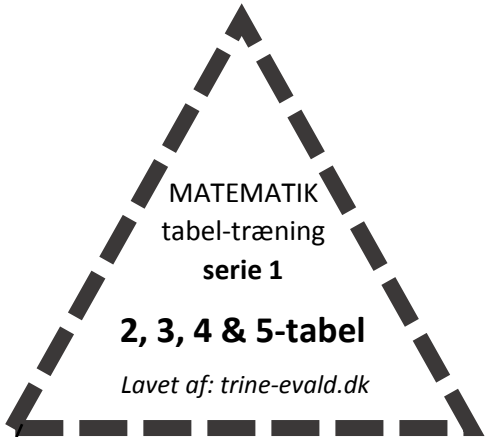 MATEMATIK
tabel-træning
serie 1
2, 3, 4 & 5-tabel
Lavet af: trine-evald.dk